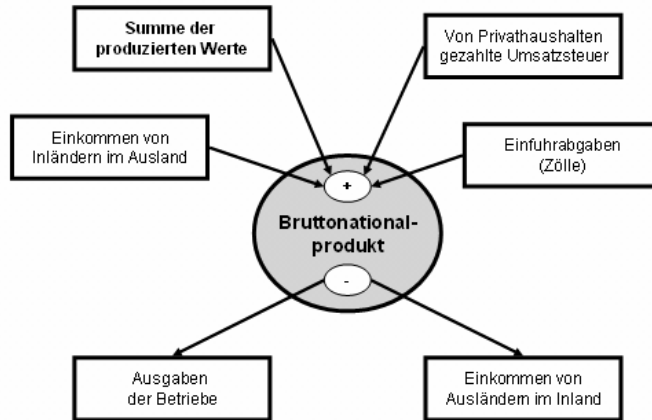 Summe der
produzierten Werte
Von Privathaushalten
gezahlte Umsatzsteuer
Einkommen von
Inländern im Ausland
Einfuhrabgaben
(Zölle)
+
Bruttonational-
produkt
-
Ausgaben
der Betriebe
Einkommen von
Ausländern im Inland